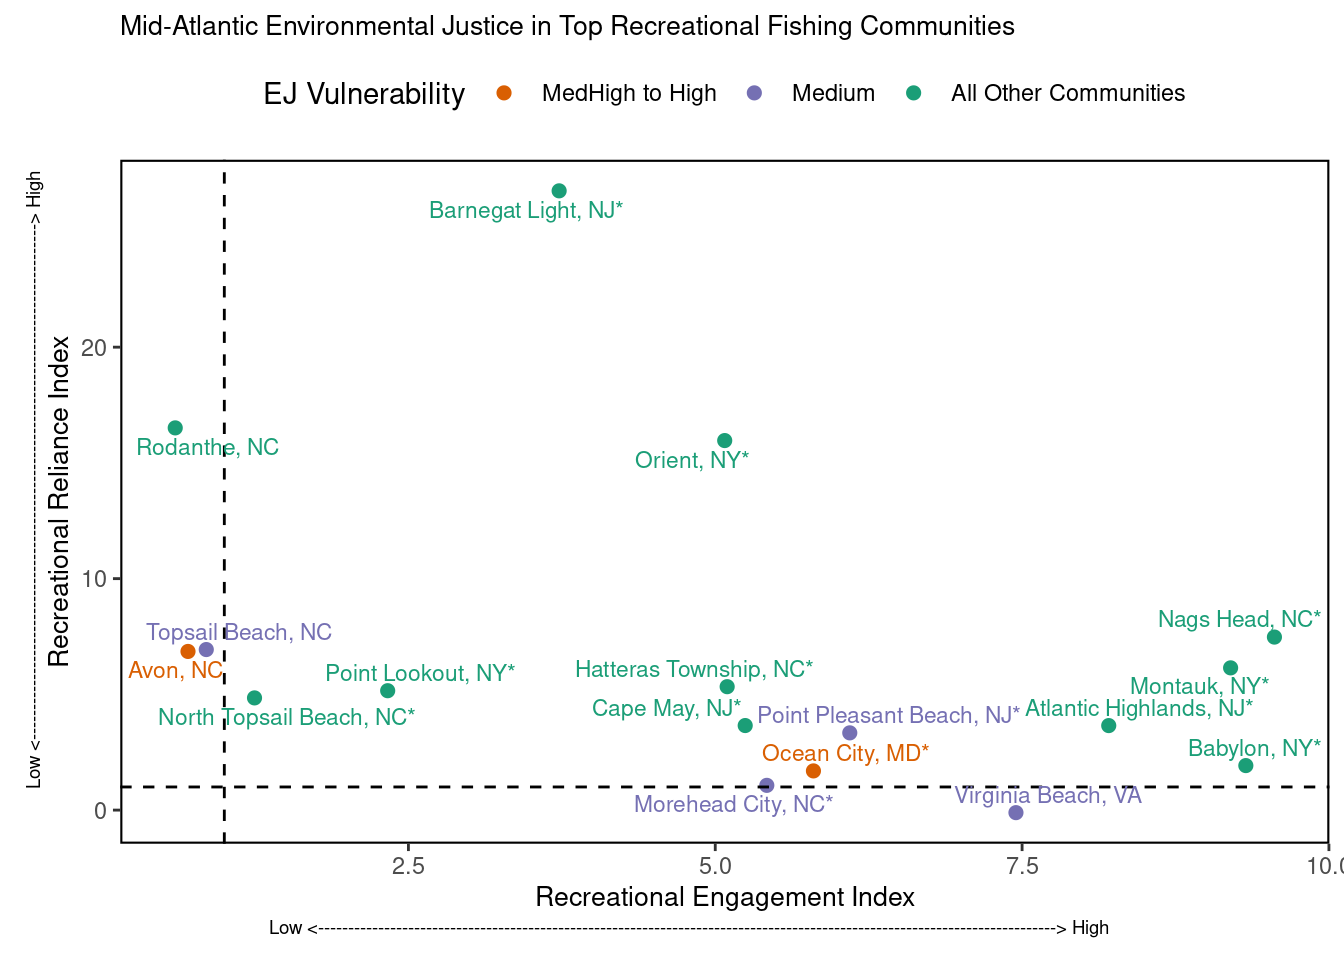 Mid-Atlantic Environmental Justice in Top Recreational Fishing Communities
EJ Vulnerability MedHigh to High Medium All Other Communities
Low <-----------------------------------------------------------------------------------------> High
Recreational Reliance Index
20
10
0
Barnegat Light, NJ*
Rodanthe, NC
Orient, NY*
Nags Head, NC*
Topsail Beach, NC
Avon, NC
Point Lookout, NY*
Hatteras Township, NC*
Montauk, NY*
North Topsail Beach, NC*
Cape May, NJ*
Point Pleasant Beach, NJ*
Atlantic Highlands, NJ*
Ocean City, MD*
Babylon, NY*
Morehead City, NC*
Virginia Beach, VA
2.5 5.0 7.5 10.0
Recreational Engagement Index
Low <-----------------------------------------------------------------------------------------------------------------------------> High